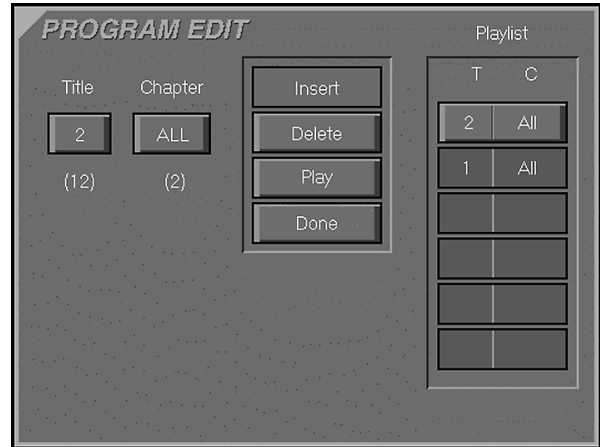 PROGRAM EDIT
Title Chapter
2 ALL
(12) (2)
Insert
Delete
Play
Done
Playlist
T C
2 All
1 All